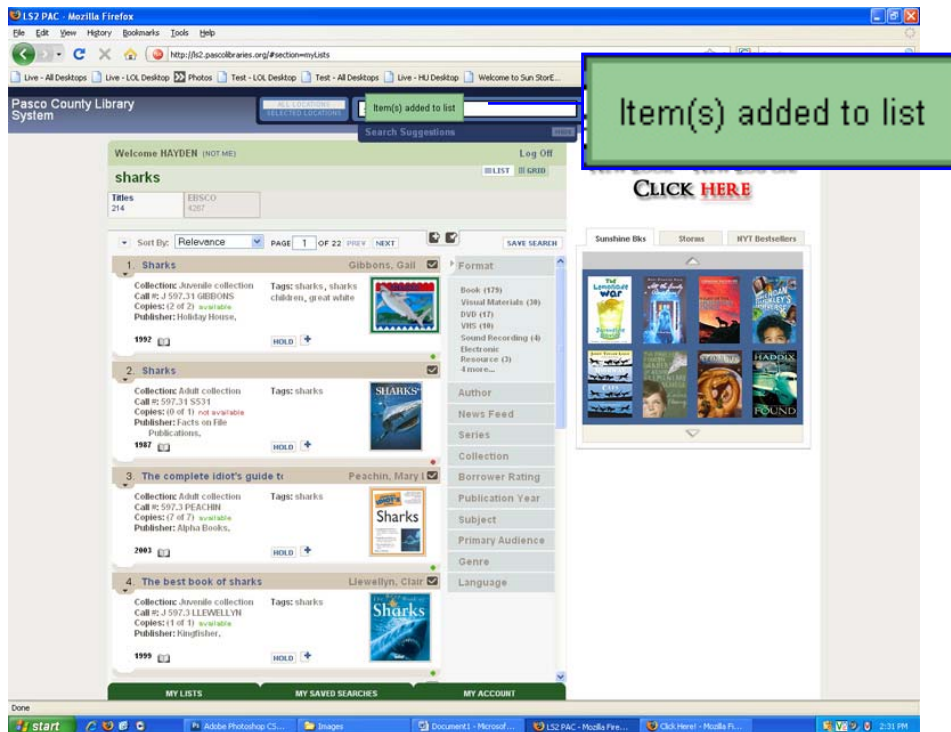 LS2 PAC - Mozilla Firefox
File Edit View History Bookmarks Tools Help
http://ls2.pascolibraries.org/#section=myLists
Live - All Desktops Live - LOL Desktop Photos Test - LOL Desktop Test - All Desktops Live - HU Desktop Welcome to Sun StorE...
Pasco County Library System
ALL LOCATIONS
SELECTED LOCATIONS
Item(s) added to list
Item(s) added to list
Search Suggestions
Welcome HAYDEN (NOT ME) Log Off
sharks LIST GRID
Titles EBSCO
214 4287
CLICK HERE
Sort By: Relevance PAGE 1 OF 22 PREV NEXT SAVE SEARCH
1. Sharks Gibbons, Gail
Collection: Juvenile collection
Call #: J 597.31 GIBBONS
Copies: (2 of 2) available
Publisher: Holiday House,
Tags: sharks, sharks children, great white
1992 HOLD
2. Sharks
Collection: Adult collection
Call #: 597.31 S531
Copies: (0 of 1) not available
Publisher: Facts on File
Publications,
Tags: sharks
SHARKS
1987 HOLD
3. The complete idiot's guide to Peachin, Mary L
Collection: Adult collection
Call #: 597.3 PEACHIN
Copies: (7 of 7) available
Publisher: Alpha Books,
Tags: sharks
IDIOT'S
Sharks
2003 HOLD
4. The best book of sharks Llewellyn, Clair
Collection: Juvenile collection
Call #: J 597.3 LLEWELLYN
Copies: (1 of 1) available
Publisher: Kingfisher,
Tags: sharks
Sharks
1999 HOLD
Format
Book (179)
Visual Materials (30)
DVD (17)
VHS (10)
Sound Recording (4)
Electronic
Resource (3)
4 more...
Author
News Feed
Series
Collection
Borrower Rating
Publication Year
Subject
Primary Audience
Genre
Language
Sunshine Bks Storms NYT Bestsellers
The Lemonade War
HADDIX
FOUND
MY LISTS MY SAVED SEARCHES MY ACCOUNT
Done
start Adobe Photoshop CS... Images Document1 - Microsof... LS2 PAC - Mozilla Fire... Click Here! - Mozilla Fi... 2:31 PM